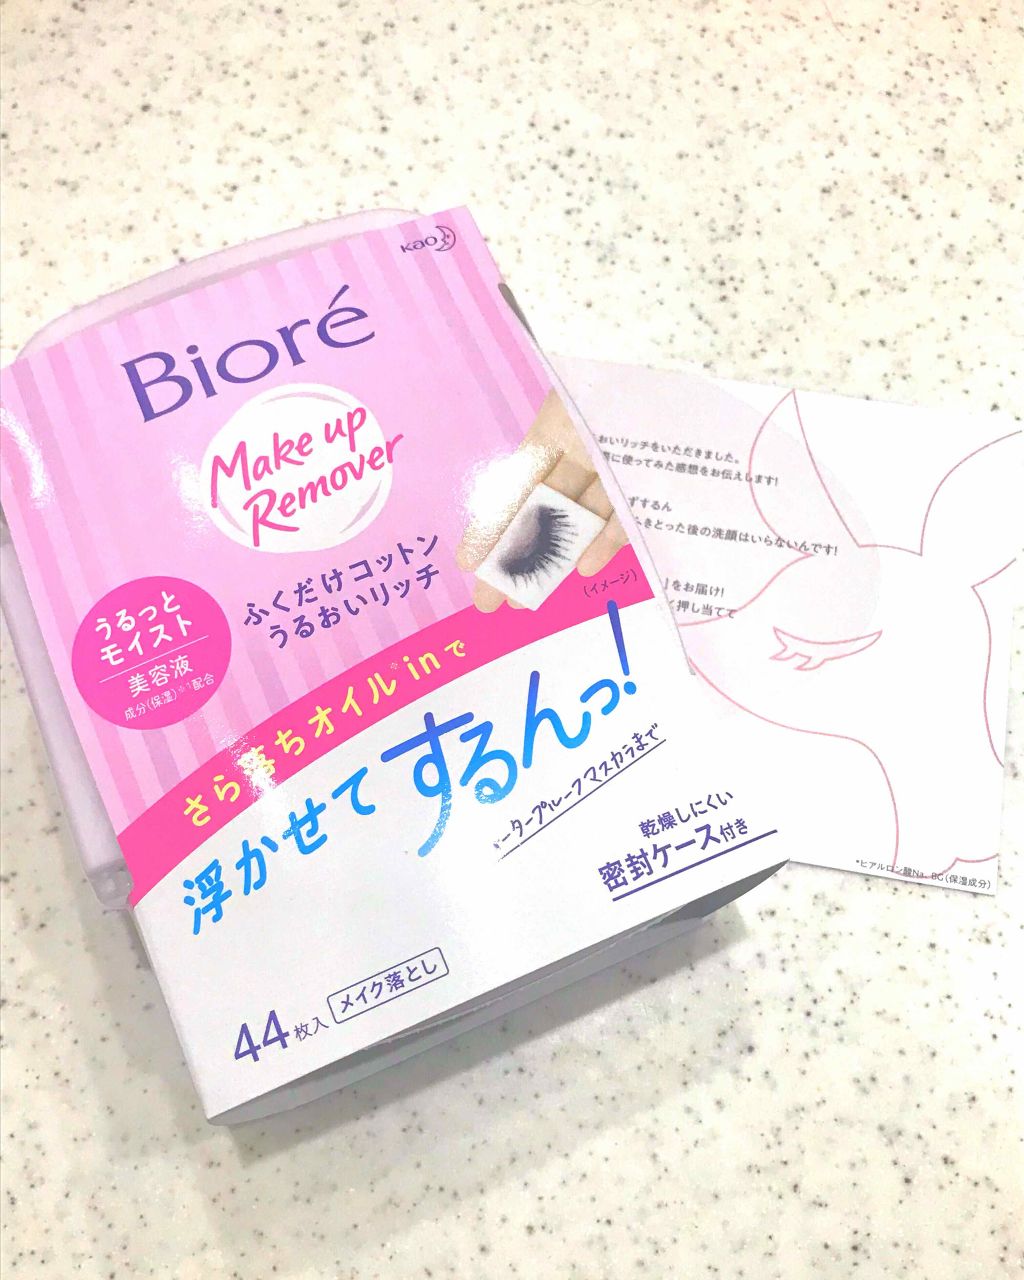 Kao
Bioré
Make up
Remover
ふくだけコットン
うるおいリッチ
うるっと
モイスト
美容液
成分(保湿)※1配合
(イメージ)
さら落ちオイル※inで
浮かせてするんっ!
ータープルーフマスカラまで
乾燥しにくい
密封ケース付き
44枚入
メイク落とし
おいリッチをいただきました。
に使ってみた感想をお伝えします!
ずするん
ふきとった後の洗顔はいらないんです!
をお届け!
く押し当てて
*ヒアルロン酸Na、BG(保湿成分)